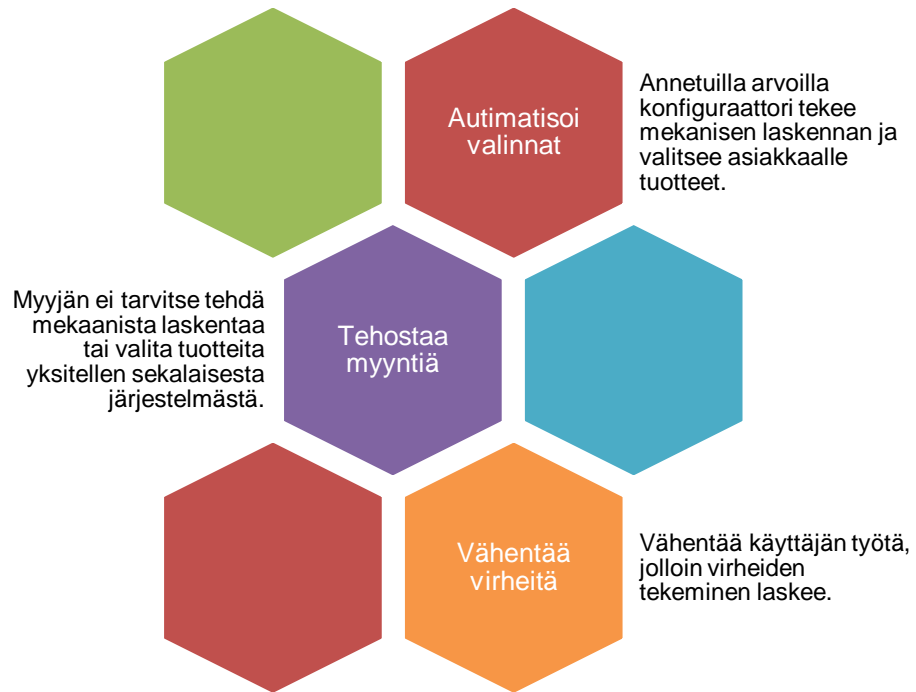 Autimatisoi
valinnat
Annetuilla arvoilla
konfiguraattori tekee
mekanisen laskennan ja
valitsee asiakkaalle
tuotteet.
Myyjän ei tarvitse tehdä
mekaanista laskentaa
tai valita tuotteita
yksitellen sekalaisesta
järjestelmästä.
Tehostaa
myyntiä
Vähentää
virheitä
Vähentää käyttäjän työtä,
jolloin virheiden
tekeminen laskee.